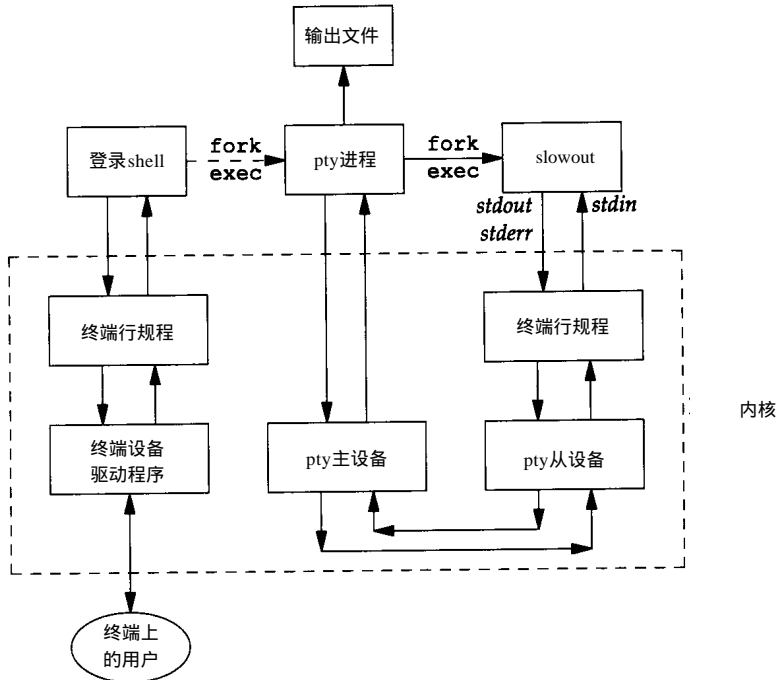 输出文件
登录shell
fork
exec
pty进程
fork
exec
slowout
stdout
stderr
stdin
终端行规程
终端行规程
内核
终端设备
驱动程序
pty主设备
pty从设备
终端上
的用户